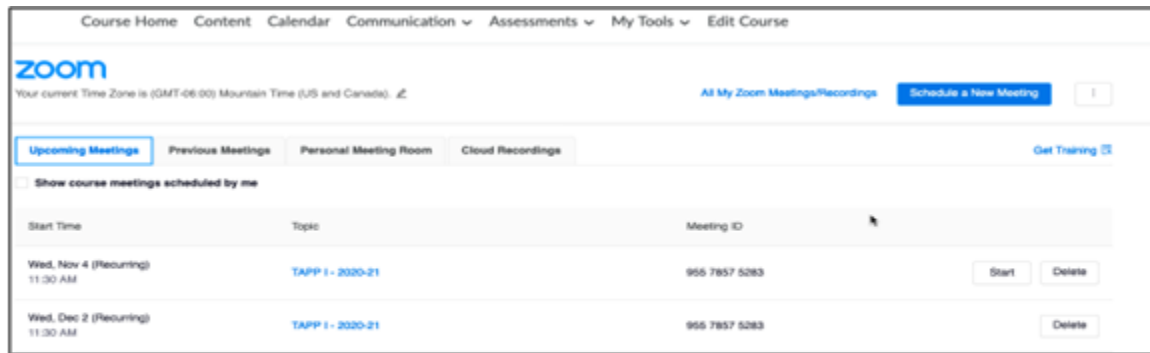 Course Home Content Calendar Communication Assessments My Tools Edit Course
zoom
Your current Time Zone is (GMT-06:00) Mountain Time (US and Canada).
All My Zoom Meetings/Recordings Schedule a New Meeting
Upcoming Meetings Previous Meetings Personal Meeting Room Cloud Recordings Get Training
Show course meetings scheduled by me
Start Time Topic Meeting ID
Wed, Nov 4 (Recurring)
11:30 AM
TAPP I - 2020-21 955 7857 5283 Start Delete
Wed, Dec 2 (Recurring)
11:30 AM
TAPP I - 2020-21 955 7857 5283 Delete